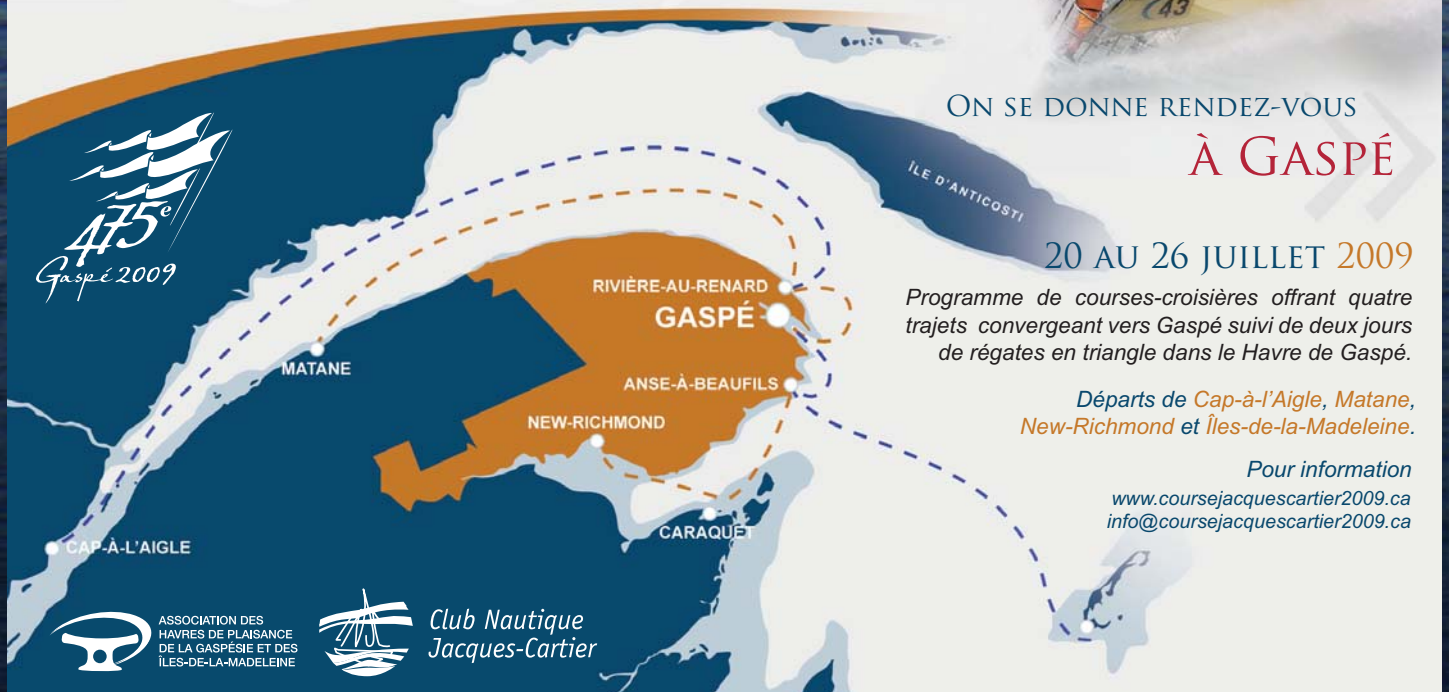 43
ON SE DONNE RENDEZ-VOUS
À GASPÉ
20 AU 26 JUILLET 2009
Programme de courses-croisières offrant quatre
trajets convergeant vers Gaspé suivi de deux jours
de régates en triangle dans le Havre de Gaspé.
Départs de Cap-à-l'Aigle, Matane,
New-Richmond et Îles-de-la-Madeleine.
Pour information
www.coursejacquescartier2009.ca
info@coursejacquescartier2009.ca
475e
Gaspé 2009
ÎLE D'ANTICOSTI
RIVIÈRE-AU-RENARD
GASPÉ
MATANE
ANSE-À-BEAUFILS
NEW-RICHMOND
CARAQUET
CAP-À-L'AIGLE
ASSOCIATION DES
HAVRES DE PLAISANCE
DE LA GASPÉSIE ET DES
ÎLES-DE-LA-MADELEINE
Club Nautique
Jacques-Cartier